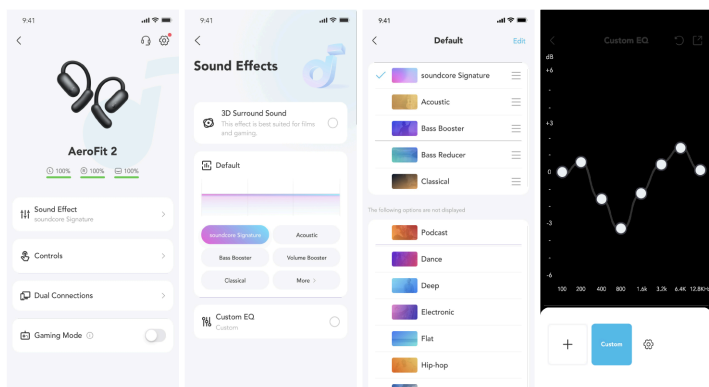 9:41
AeroFit 2
100% 100% 100%
Sound Effect
soundcore Signature
Controls
Dual Connections
Gaming Mode
9:41
Sound Effects
3D Surround Sound
This effect is best
suited for films
and gaming.
Default
soundcore Signature
Acoustic
Bass Booster
Volume Booster
Classical
More >
Custom EQ
Custom
9:41
Default
Edit
soundcore Signature
Acoustic
Bass Booster
Bass Reducer
Classical
The following options are not displayed
Podcast
Dance
Deep
Electronic
Flat
Hip-hop
Custom EQ
dB
+6
+3
0
-3
-6
100 200 400 800 1.6k 3.2k 6.4K 12.8KHz
+
Custom